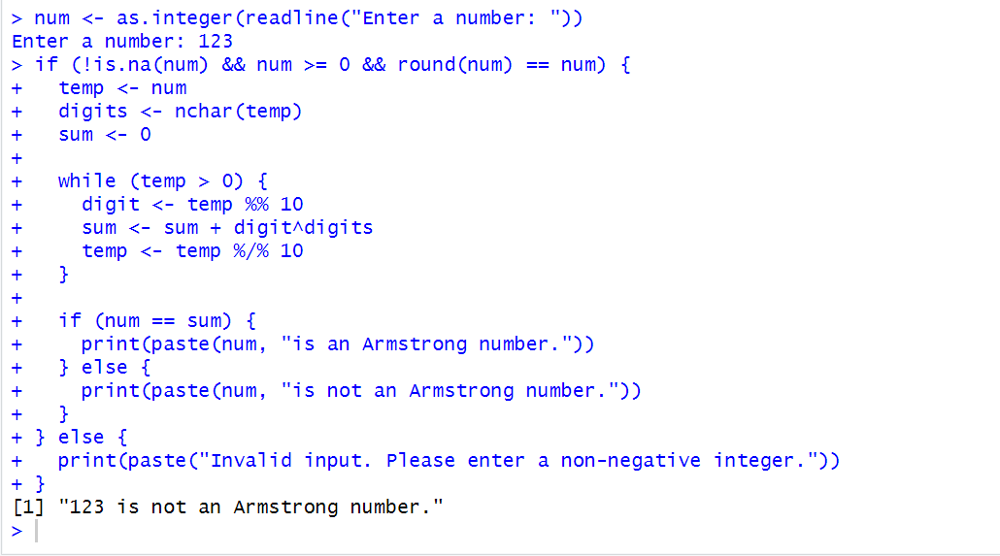 > num <- as.integer(readline("Enter a number: "))
Enter a number: 123
> if (!is.na(num) && num >= 0 && round(num) == num) {
+   temp <- num
+   digits <- nchar(temp)
+   sum <- 0
+
+   while (temp > 0) {
+     digit <- temp %% 10
+     sum <- sum + digit^digits
+     temp <- temp %/% 10
+   }
+
+   if (num == sum) {
+     print(paste(num, "is an Armstrong number."))
+   } else {
+     print(paste(num, "is not an Armstrong number."))
+   }
+ } else {
+   print(paste("Invalid input. Please enter a non-negative integer."))
+ }
[1] "123 is not an Armstrong number."
>